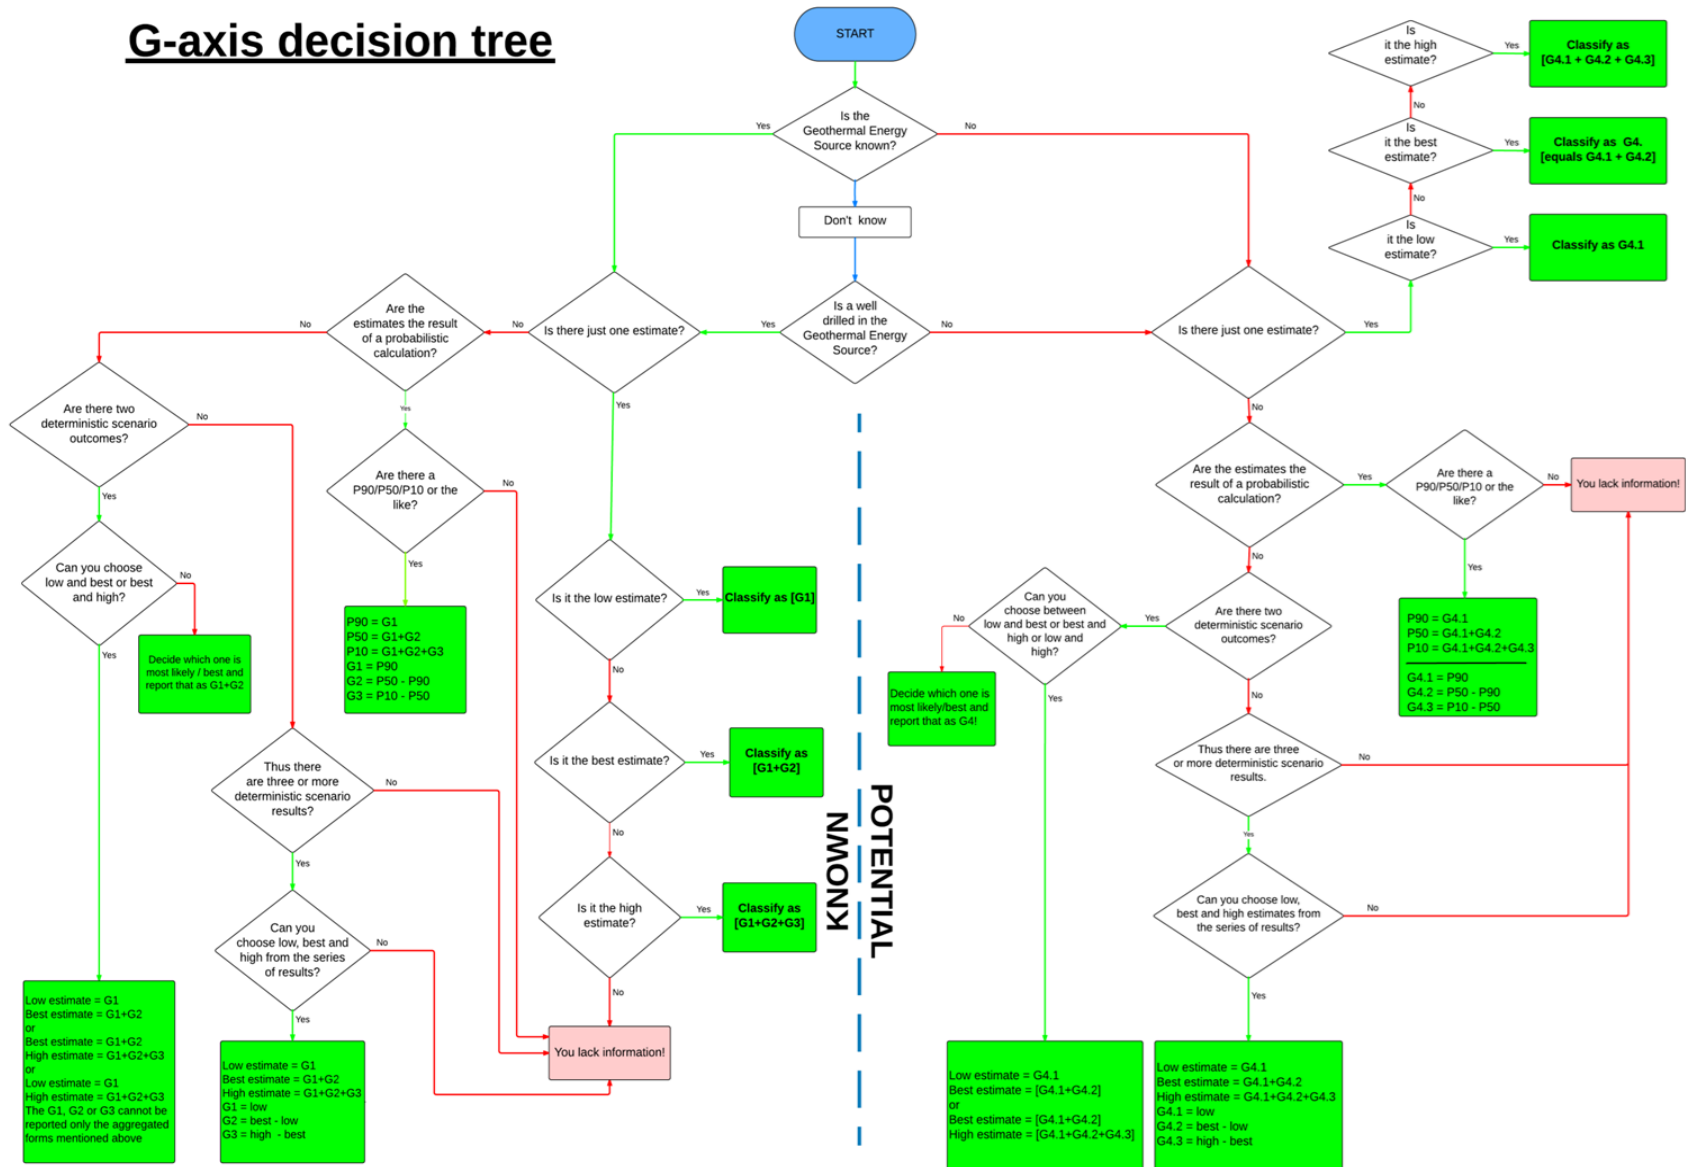 G-axis decision tree
START
Is the
Geothermal Energy
Source known?
Yes
No
Don't know
Is a well
drilled in the
Geothermal Energy
Source?
Yes
No
Is there just one estimate?
No
Yes
Are the
estimates the result
of a probabilistic
calculation?
No
Yes
Are there two
deterministic scenario
outcomes?
No
Yes
Can you choose
low and best or best
and high?
No
Yes
Decide which one is
most likely / best and
report that as G1+G2
Low estimate = G1
Best estimate = G1+G2
or
Best estimate = G1+G2
High estimate = G1+G2+G3
or
Low estimate = G1
High estimate = G1+G2+G3
The G1, G2 or G3 cannot be
reported only the aggregated
forms mentioned above
Thus there
are three or more
deterministic scenario
results?
No
Yes
Can you
choose low, best and
high from the series
of results?
No
Yes
Low estimate = G1
Best estimate = G1+G2
High estimate = G1+G2+G3
G1 = low
G2 = best - low
G3 = high - best
Are there a
P90/P50/P10 or the
like?
No
Yes
P90 = G1
P50 = G1+G2
P10 = G1+G2+G3
G1 = P90
G2 = P50 - P90
G3 = P10 - P50
Is it the low estimate?
Yes
Classify as [G1]
No
Is it the best estimate?
Yes
Classify as
[G1+G2]
No
Is it the high
estimate?
Yes
Classify as
[G1+G2+G3]
No
You lack information!
KNOWN
POTENTIAL
Is there just one estimate?
Yes
No
Is
it the low
estimate?
Yes
Classify as G4.1
No
Is
it the best
estimate?
Yes
Classify as G4.
[equals G4.1 + G4.2]
No
Is
it the high
estimate?
Yes
Classify as
[G4.1 + G4.2 + G4.3]
Are the estimates the
result of a probabilistic
calculation?
Yes
No
Are there a
P90/P50/P10 or the
like?
No
You lack information!
Yes
P90 = G4.1
P50 = G4.1+G4.2
P10 = G4.1+G4.2+G4.3
G4.1 = P90
G4.2 = P50 - P90
G4.3 = P10 - P50
Are there two
deterministic scenario
outcomes?
Yes
No
Can you
choose between
low and best or best and
high or low and
high?
No
Yes
Decide which one is
most likely/best and
report that as G4!
Low estimate = G4.1
Best estimate = [G4.1+G4.2]
or
Best estimate = [G4.1+G4.2]
High estimate = [G4.1+G4.2+G4.3]
Thus there are three
or more deterministic scenario
results.
No
Yes
Can you choose low,
best and high estimates from
the series of results?
No
Yes
Low estimate = G4.1
Best estimate = G4.1+G4.2
High estimate = G4.1+G4.2+G4.3
G4.1 = low
G4.2 = best - low
G4.3 = high - best